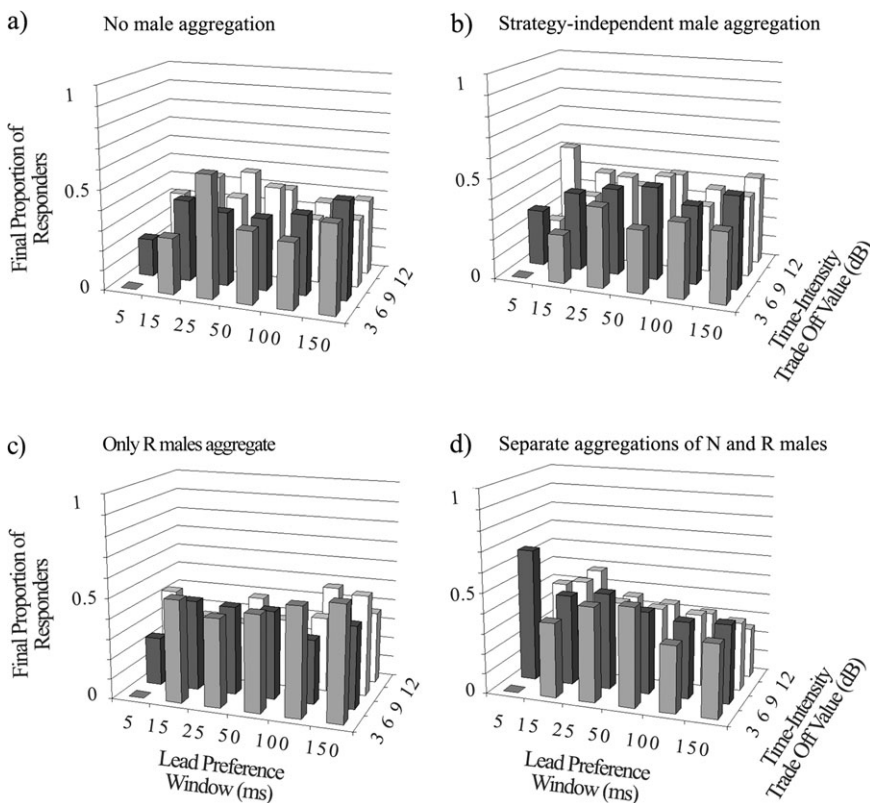 a)
No male aggregation
1
0.5
0
Final Proportion of
Responders
5 15 25 50 100 150
3 6 9 12
b)
Strategy-independent male aggregation
1
0.5
0
5 15 25 50 100 150
3 6 9 12
Time-Intensity
Trade Off Value (dB)
c)
Only R males aggregate
1
0.5
0
Final Proportion of
Responders
5 15 25 50 100 150
3 6 9 12
Lead Preference
Window (ms)
d)
Separate aggregations of N and R males
1
0.5
0
5 15 25 50 100 150
3 6 9 12
Lead Preference
Window (ms)
Time-Intensity
Trade Off Value (dB)